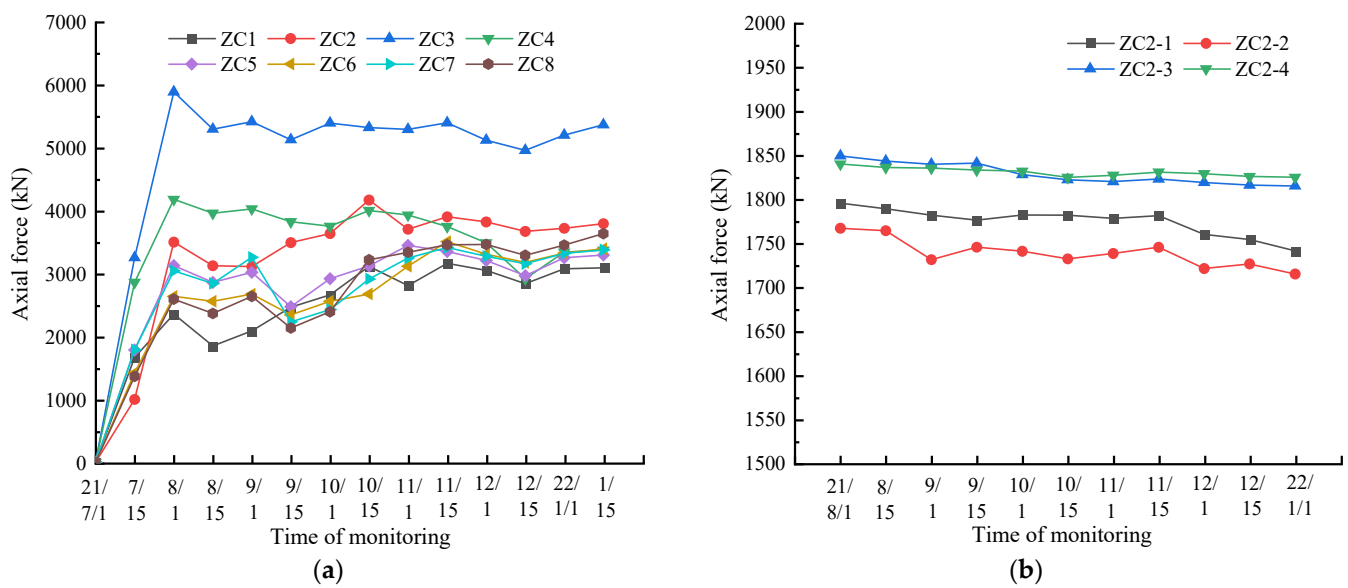 7000
6000
5000
4000
3000
2000
1000
0
Axial force (kN)
ZC1 ZC2 ZC3 ZC4
ZC5 ZC6 ZC7 ZC8
21/ 7/ 8/ 8/ 9/ 9/ 10/ 10/ 11/ 11/ 12/ 12/ 22/ 1/
7/1 15 1 15 1 15 1 15 1 15 1 15 1/1 15
Time of monitoring
(a)
2000
1950
1900
1850
1800
1750
1700
1650
1600
1550
1500
Axial force (kN)
ZC2-1 ZC2-2
ZC2-3 ZC2-4
21/ 8/ 9/ 9/ 10/ 10/ 11/ 11/ 12/ 12/ 22/
8/1 15 1 15 1 15 1 15 1 15 1/1
Time of monitoring
(b)